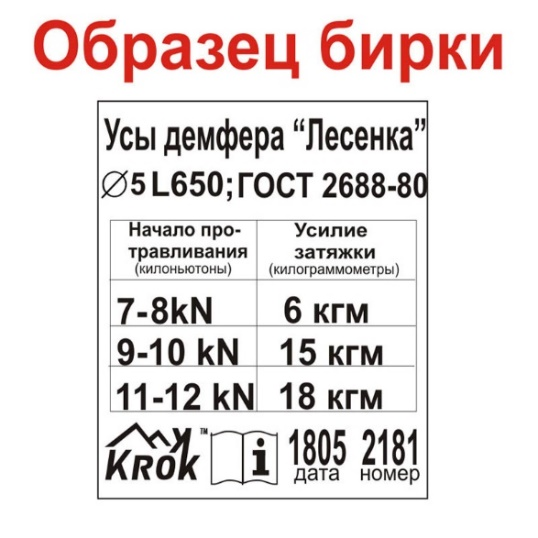 Образец бирки
Усы демфера “Лесенка”
∅5 L650; ГОСТ 2688-80
Начало про-
травливания
(килоньютоны)
Усилие
затяжки
(килограммометры)
7-8kN 6 кгм
9-10 kN 15 кгм
11-12 kN 18 кгм
KROK ™ i 1805 2181
дата номер